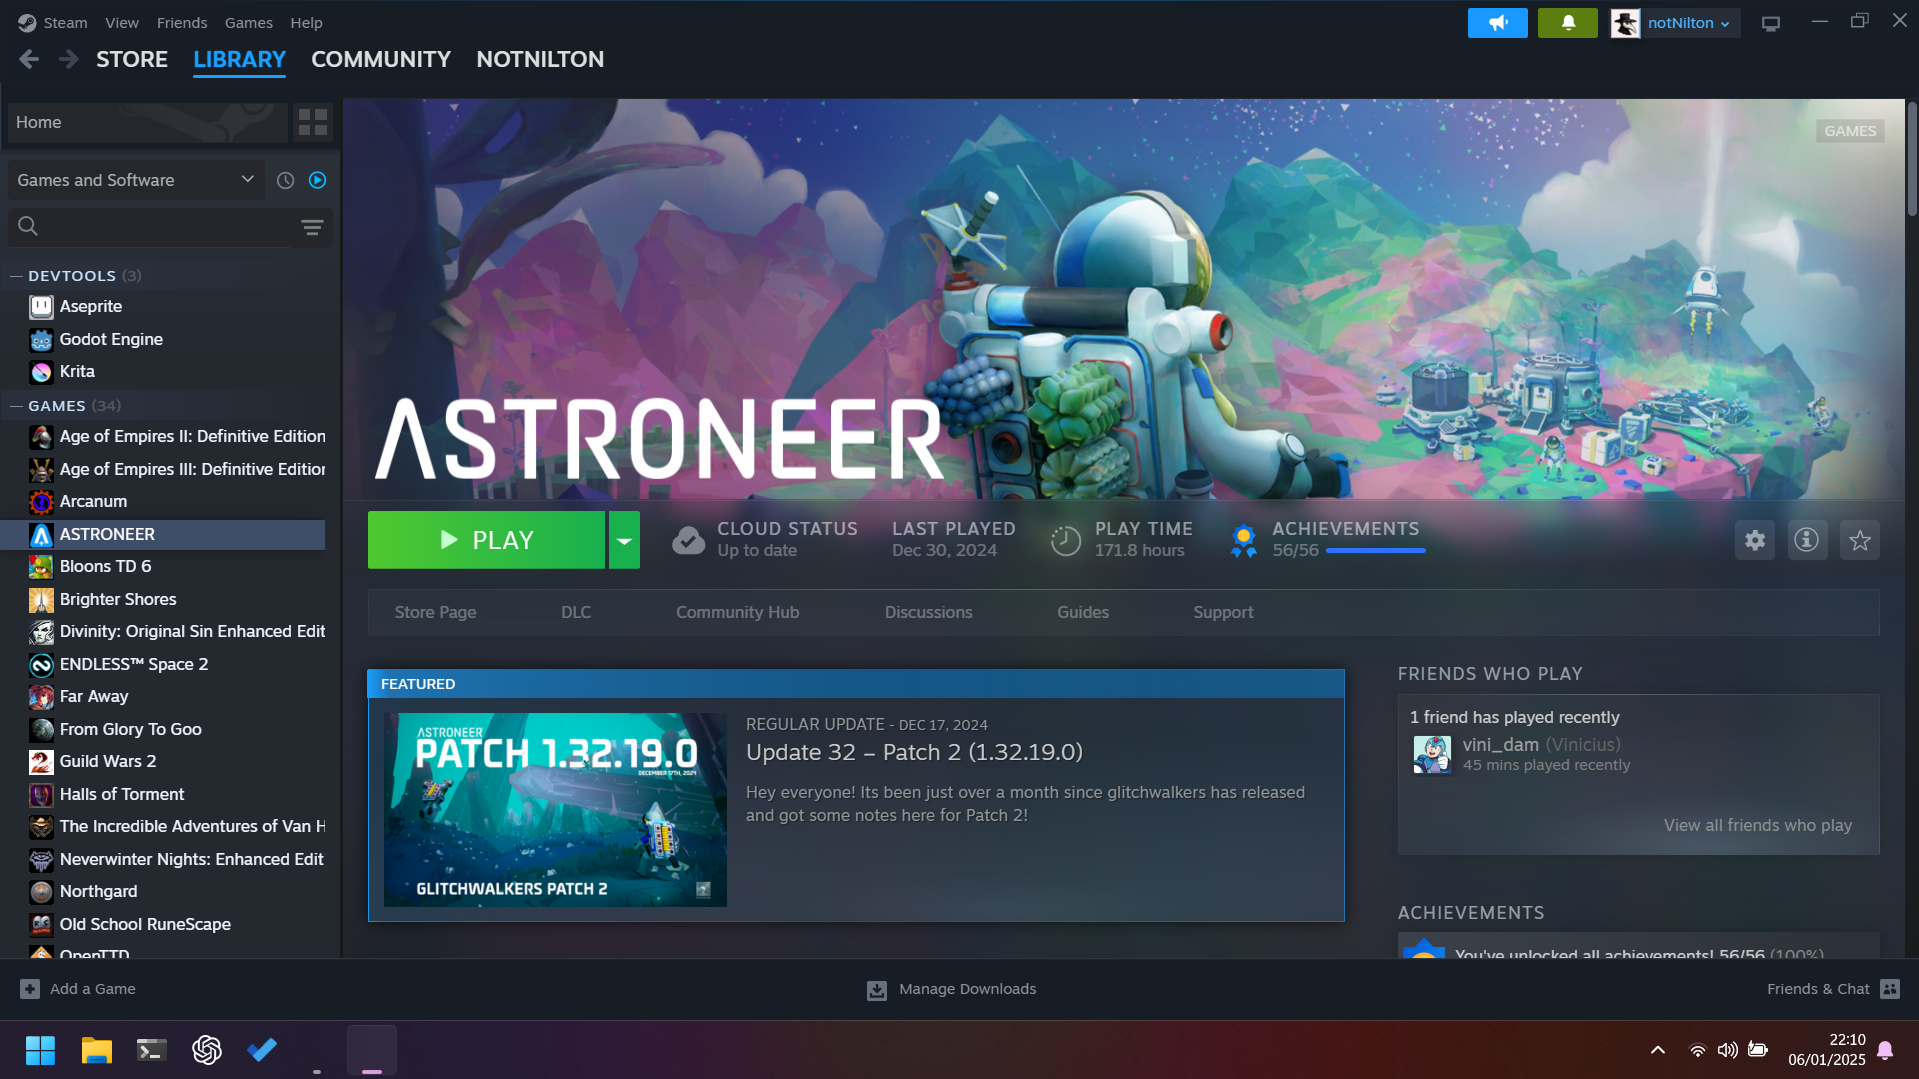 Steam View Friends Games Help
notNilton
STORE LIBRARY COMMUNITY NOTNILTON
Home
Games and Software
— DEVTOOLS (3)
Aseprite
Godot Engine
Krita
— GAMES (34)
Age of Empires II: Definitive Edition
Age of Empires III: Definitive Edition
Arcanum
ASTRONEER
Bloons TD 6
Brighter Shores
Divinity: Original Sin Enhanced Edit
ENDLESS™ Space 2
Far Away
From Glory To Goo
Guild Wars 2
Halls of Torment
The Incredible Adventures of Van H
Neverwinter Nights: Enhanced Edit
Northgard
Old School RuneScape
OpenTTD
GAMES
ASTRONEER
PLAY
CLOUD STATUS
Up to date
LAST PLAYED
Dec 30, 2024
PLAY TIME
171.8 hours
ACHIEVEMENTS
56/56
Store Page DLC Community Hub Discussions Guides Support
FEATURED
ASTRONEER
PATCH 1.32.19.0
DECEMBER 17TH, 2024
GLITCHWALKERS PATCH 2
REGULAR UPDATE - DEC 17, 2024
Update 32 – Patch 2 (1.32.19.0)
Hey everyone! Its been just over a month since glitchwalkers has released
and got some notes here for Patch 2!
FRIENDS WHO PLAY
1 friend has played recently
vini_dam (Vinicius)
45 mins played recently
View all friends who play
ACHIEVEMENTS
You've unlocked all achievements! 56/56 (100%)
Add a Game
Manage Downloads
Friends & Chat
22:10
06/01/2025